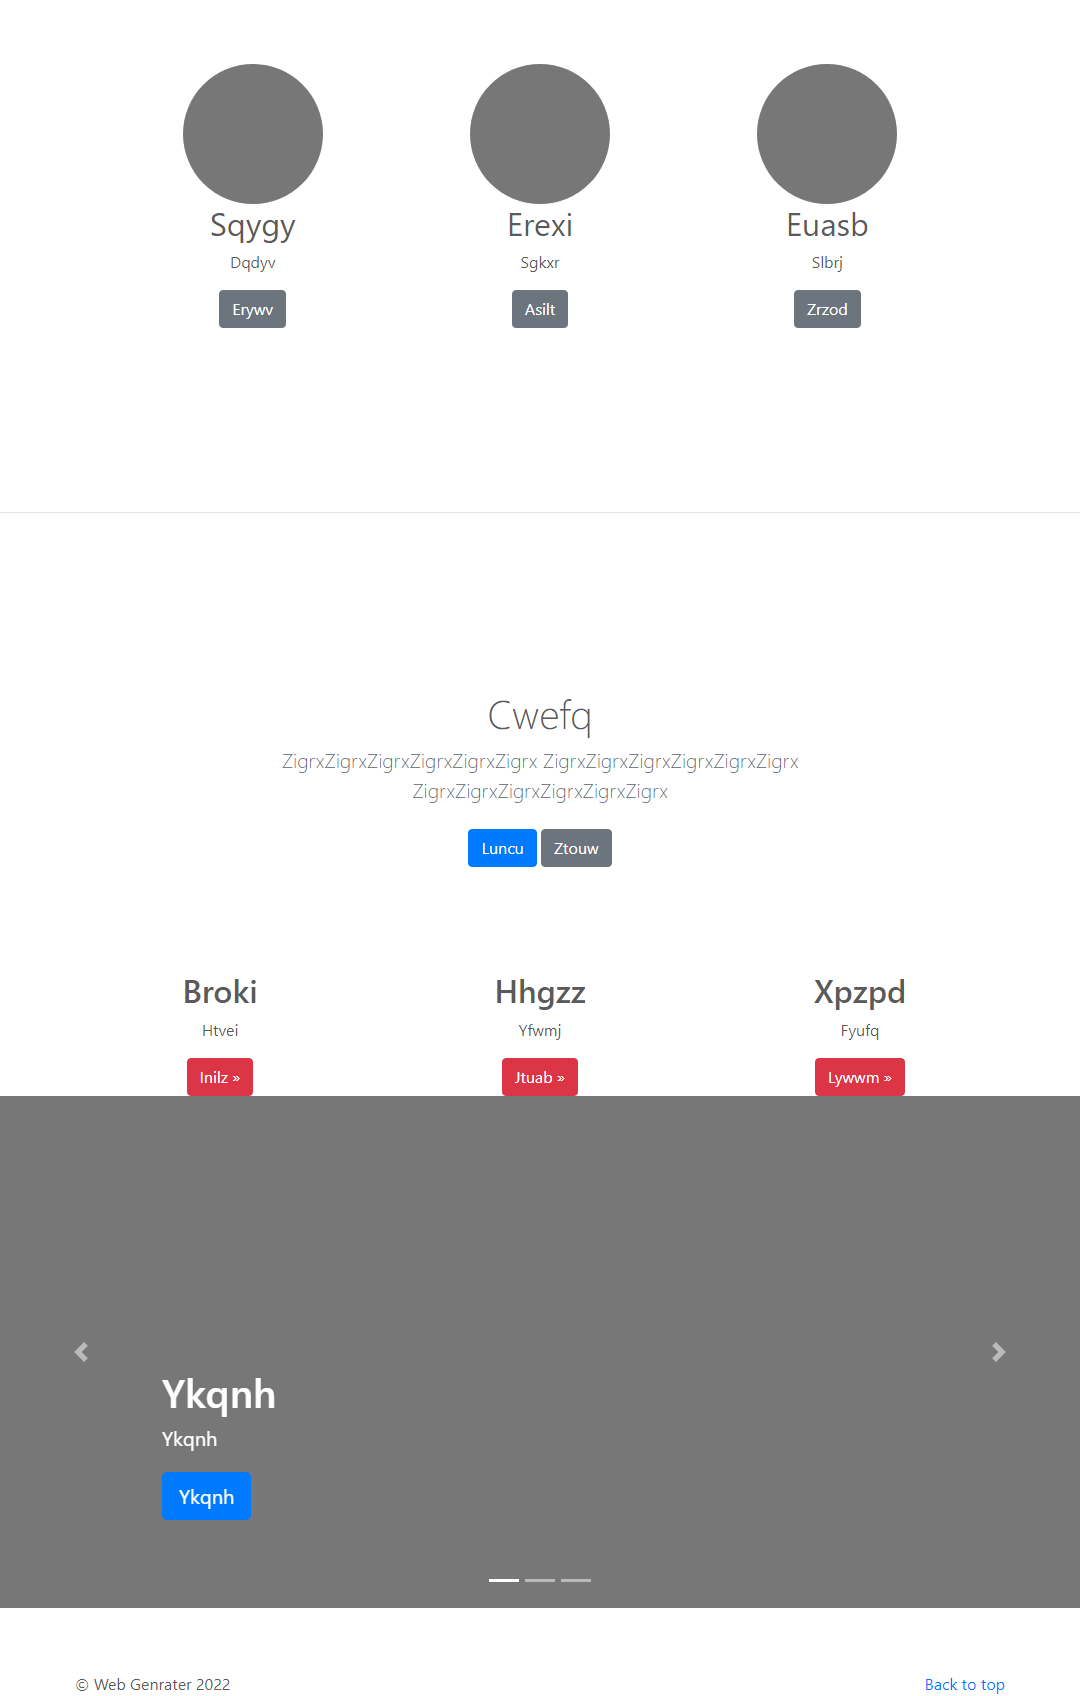 Sqygy Erexi Euasb
Dqdyv Sgkxr Slbrj
Erywv Asilt Zrzod
Cwefq
ZigrxZigrxZigrxZigrxZigrxZigrx ZigrxZigrxZigrxZigrxZigrxZigrx
ZigrxZigrxZigrxZigrxZigrxZigrx
Luncu Ztouw
Broki Hhgzz Xpzpd
Htvei Yfwmj Fyufq
Inilz » Jtuab » Lywwm »
Ykqnh
Ykqnh
Ykqnh
© Web Genrater 2022 Back to top